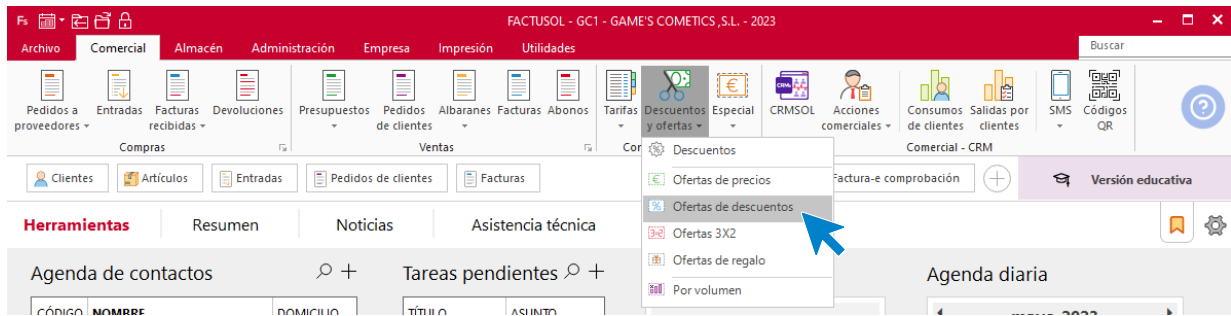 Fs
FACTUSOL - GC1 - GAME'S COMETICS ,S.L. - 2023
Archivo Comercial Almacén Administración Empresa Impresión Utilidades Buscar
Pedidos a proveedores Entradas Facturas recibidas Devoluciones Presupuestos Pedidos de clientes Albaranes Facturas Abonos Tarifas Descuentos y ofertas Especial CRMSOL Acciones comerciales Consumos de clientes Salidas por clientes SMS Códigos QR ?
Compras Ventas Cor Comercial - CRM
Descuentos
Ofertas de precios
Ofertas de descuentos
Ofertas 3X2
Ofertas de regalo
Por volumen
Clientes Artículos Entradas Pedidos de clientes Facturas Factura-e comprobación Versión educativa
Herramientas Resumen Noticias Asistencia técnica
Agenda de contactos Tareas pendientes Agenda diaria
CÓDIGO NOMBRE DOMICILIO TÍTULO ASUNTO mayo 2023